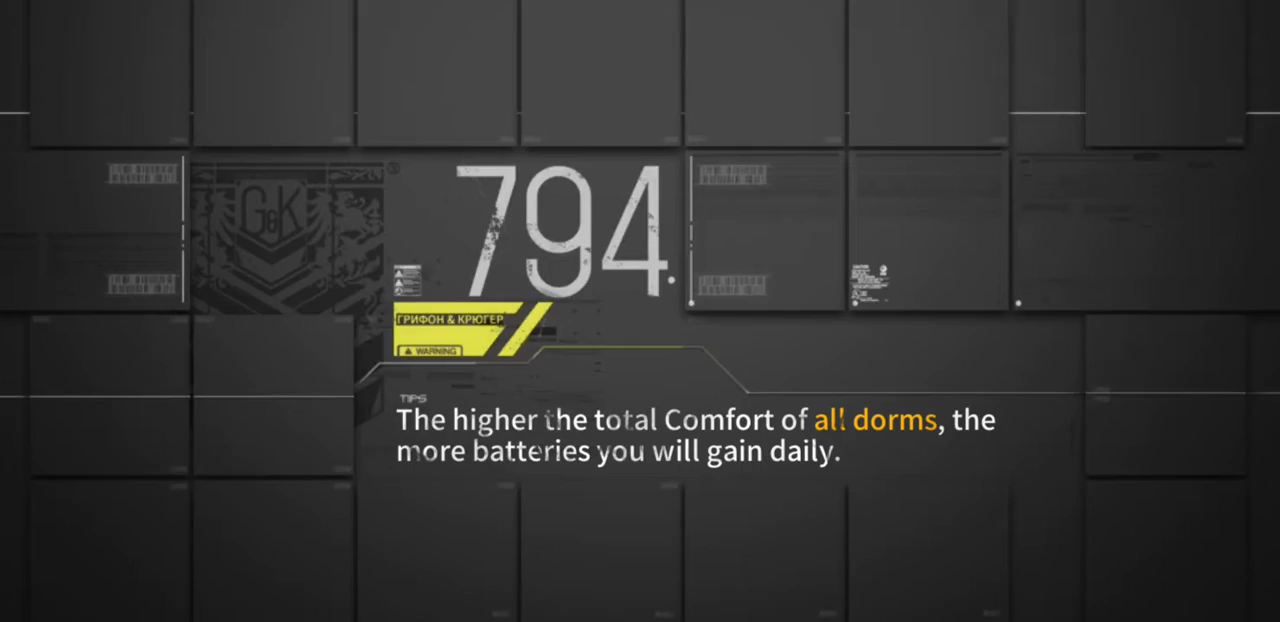 G&K
794.
ГРИФОН & КРЮГЕР
WARNING
TIPS
The higher the total Comfort of all dorms, the
more batteries you will gain daily.